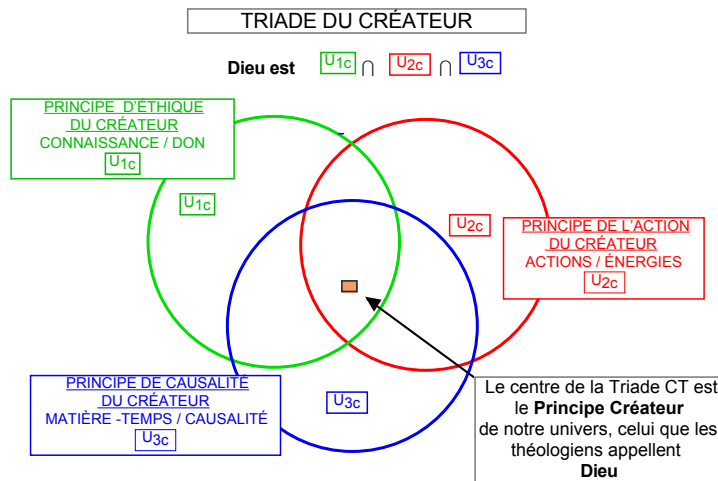 TRIADE DU CRÉATEUR
Dieu est U1c ∩ U2c ∩ U3c
PRINCIPE D'ÉTHIQUE
DU CRÉATEUR
CONNAISSANCE / DON
U1c
U1c
U2c
PRINCIPE DE L'ACTION
DU CRÉATEUR
ACTIONS / ÉNERGIES
U2c
PRINCIPE DE CAUSALITÉ
DU CRÉATEUR
MATIÈRE -TEMPS / CAUSALITÉ
U3c
U3c
Le centre de la Triade CT est
le Principe Créateur
de notre univers, celui que les
théologiens appellent
Dieu